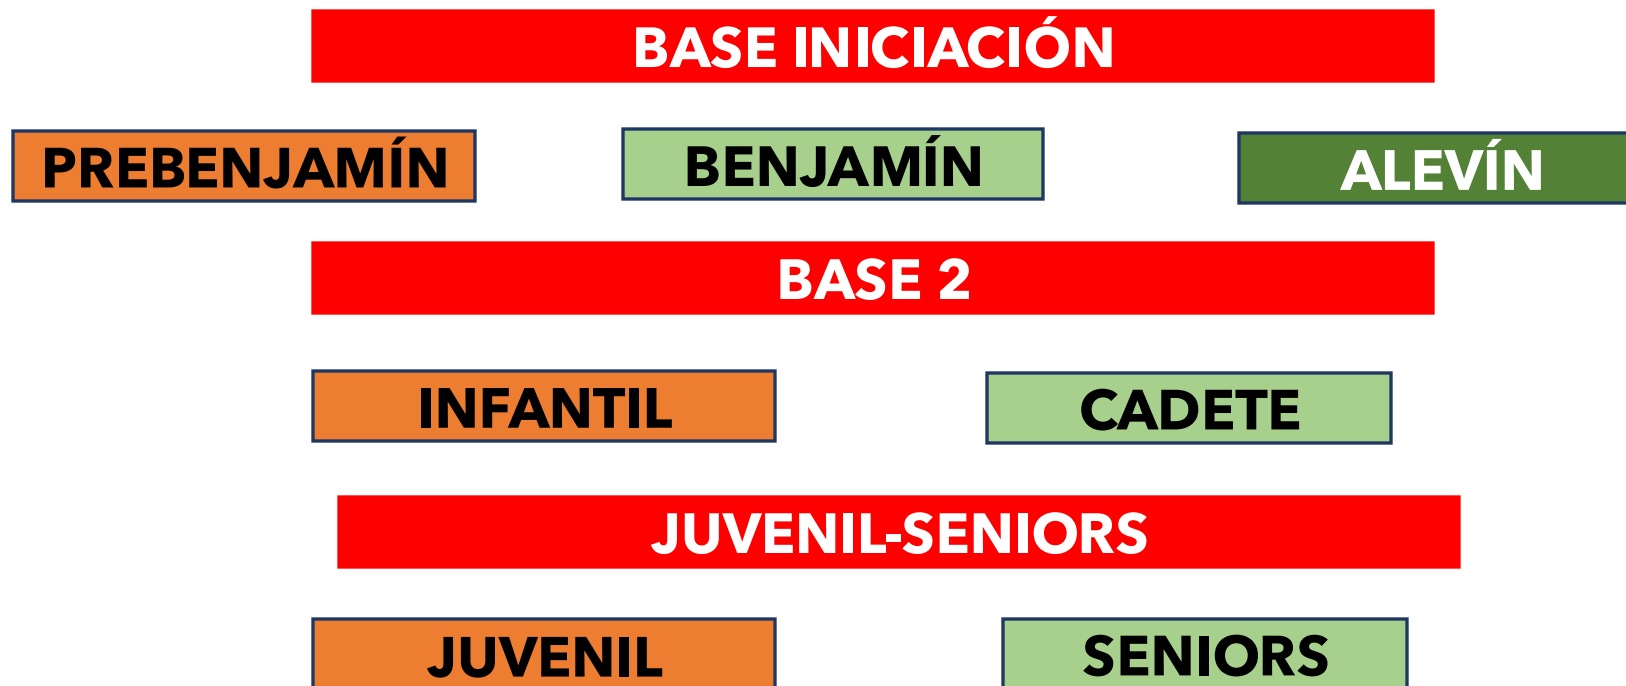 BASE INICIACIÓN
PREBENJAMÍN
BENJAMÍN
ALEVÍN
BASE 2
INFANTIL
CADETE
JUVENIL-SENIORS
JUVENIL
SENIORS